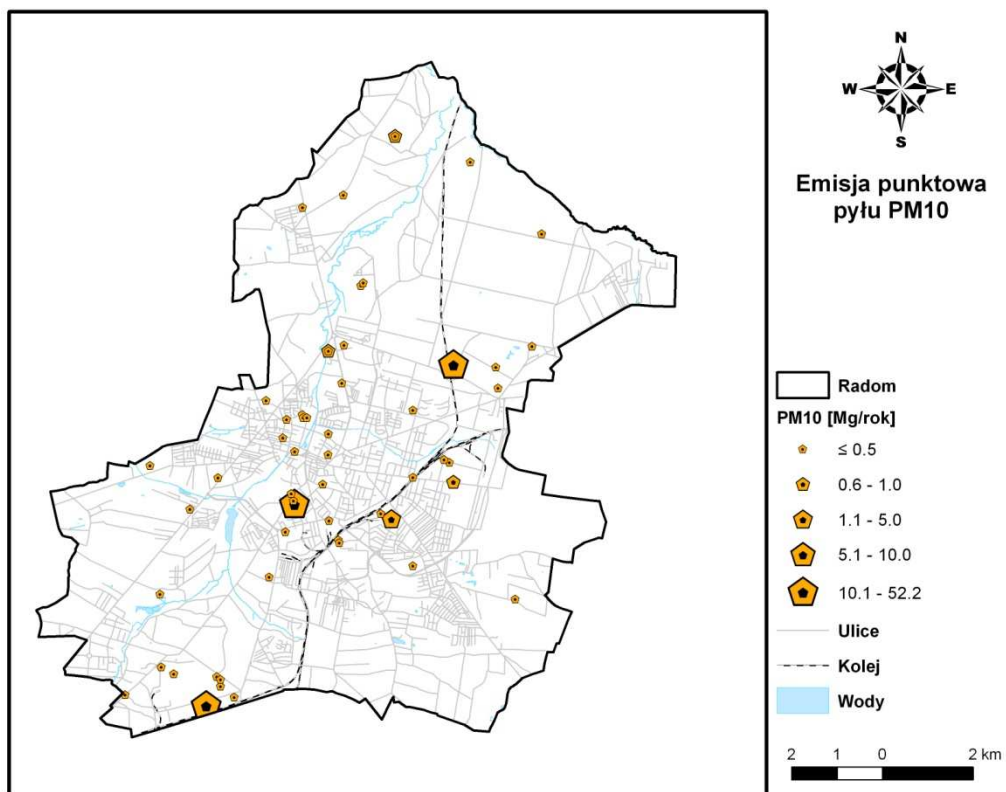 N
W E
S
Emisja punktowa
pyłu PM10
Radom
PM10 [Mg/rok]
≤ 0.5
0.6 - 1.0
1.1 - 5.0
5.1 - 10.0
10.1 - 52.2
Ulice
Kolej
Wody
2 1 0 2 km